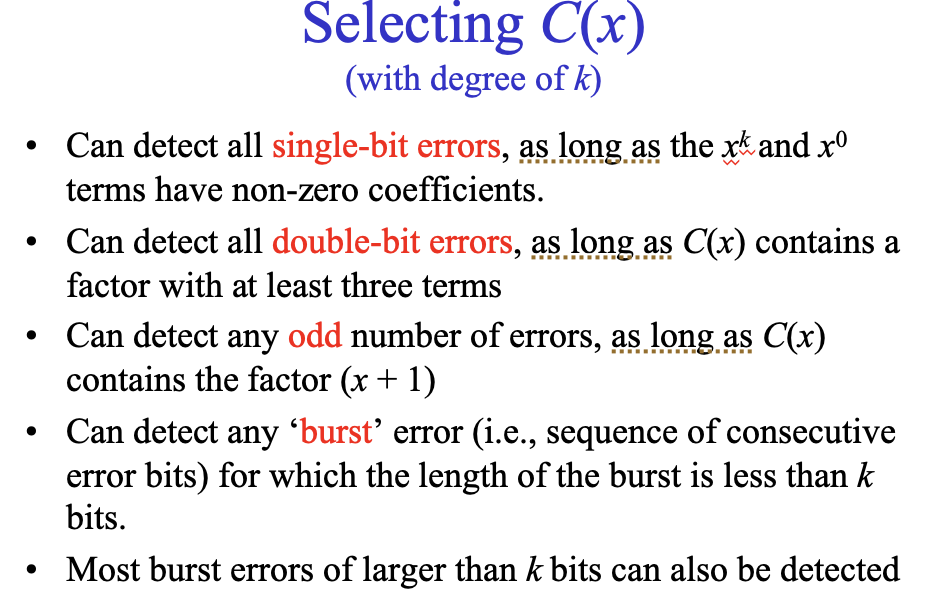 Selecting C(x)
(with degree of k)
• Can detect all single-bit errors, as long as the xᵏ and x⁰
terms have non-zero coefficients.
• Can detect all double-bit errors, as long as C(x) contains a
factor with at least three terms
• Can detect any odd number of errors, as long as C(x)
contains the factor (x + 1)
• Can detect any ‘burst’ error (i.e., sequence of consecutive
error bits) for which the length of the burst is less than k
bits.
• Most burst errors of larger than k bits can also be detected